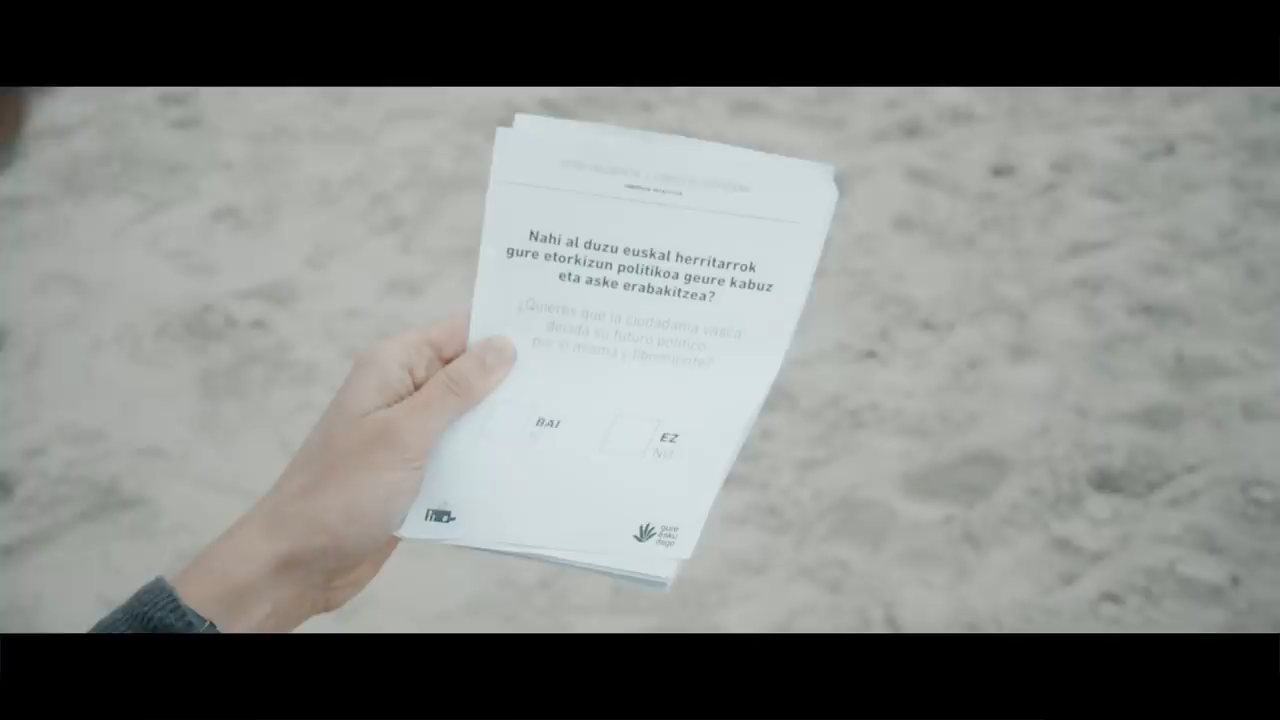 Nahi al duzu euskal herritarrok
gure etorkizun politikoa geure kabuz
eta aske erabakitzea?
¿Quieres que la ciudadanía vasca
decida su futuro político
por sí misma y libremente?
BAI
EZ
NO
gure
esku
dago